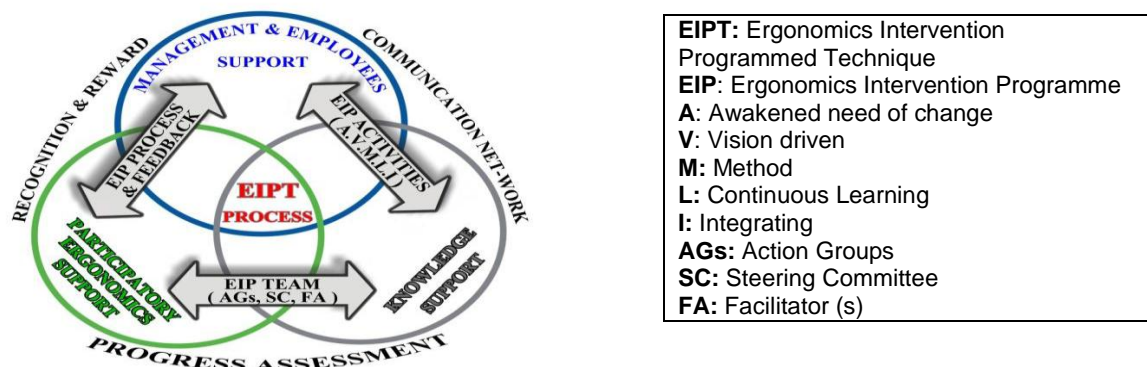 RECOGNITION & REWARD
MANAGEMENT & EMPLOYEES
SUPPORT
COMMUNICATION NET-WORK
EIP PROCESS
& FEEDBACK
EIP ACTIVITIES
(A.V.M.L.I)
EIPT
PROCESS
PARTICIPATORY
ERGONOMICS
SUPPORT
EIP TEAM
( AGs, SC, FA )
KNOWLEDGE
SUPPORT
PROGRESS ASSESSMENT
EIPT: Ergonomics Intervention
Programmed Technique
EIP: Ergonomics Intervention Programme
A: Awakened need of change
V: Vision driven
M: Method
L: Continuous Learning
I: Integrating
AGs: Action Groups
SC: Steering Committee
FA: Facilitator (s)